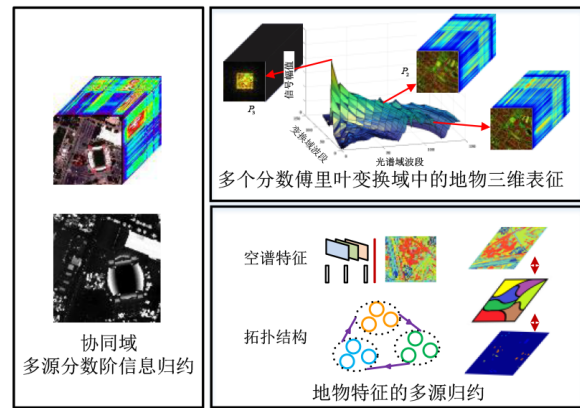 协同域
多源分数阶信息归约
P₃
信号幅值
P₂
变换域波段
光谱域波段
多个分数傅里叶变换域中的地物三维表征
空谱特征
拓扑结构
地物特征的多源归约